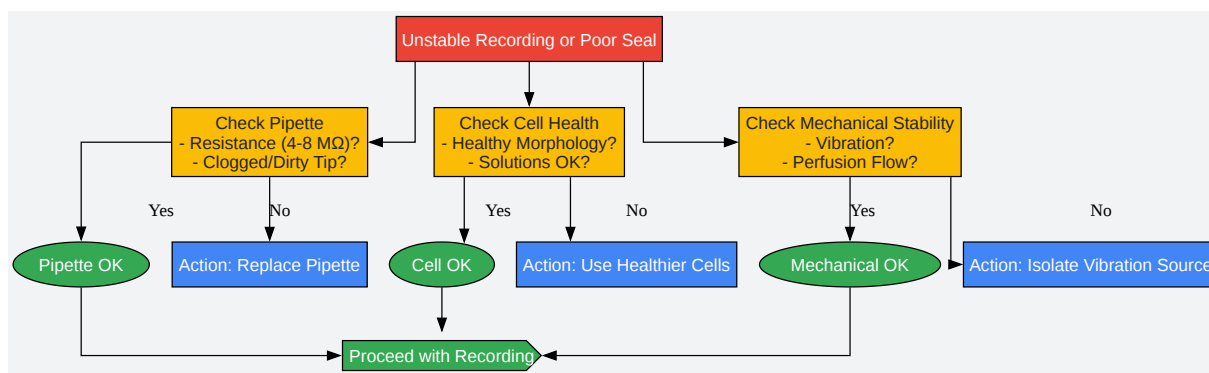 Unstable Recording or Poor Seal
Check Pipette
- Resistance (4-8 MΩ)?
- Clogged/Dirty Tip?
Check Cell Health
- Healthy Morphology?
- Solutions OK?
Check Mechanical Stability
- Vibration?
- Perfusion Flow?
Yes
No
Yes
No
Yes
No
Pipette OK
Action: Replace Pipette
Cell OK
Action: Use Healthier Cells
Mechanical OK
Action: Isolate Vibration Source
Proceed with Recording